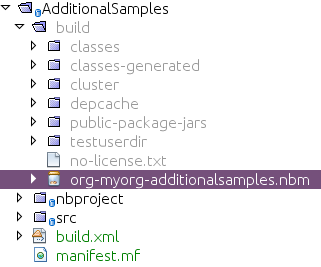 AdditionalSamples
build
classes
classes-generated
cluster
depcache
public-package-jars
testuserdir
no-license.txt
org-myorg-additionalsamples.nbm
nbproject
src
build.xml
manifest.mf